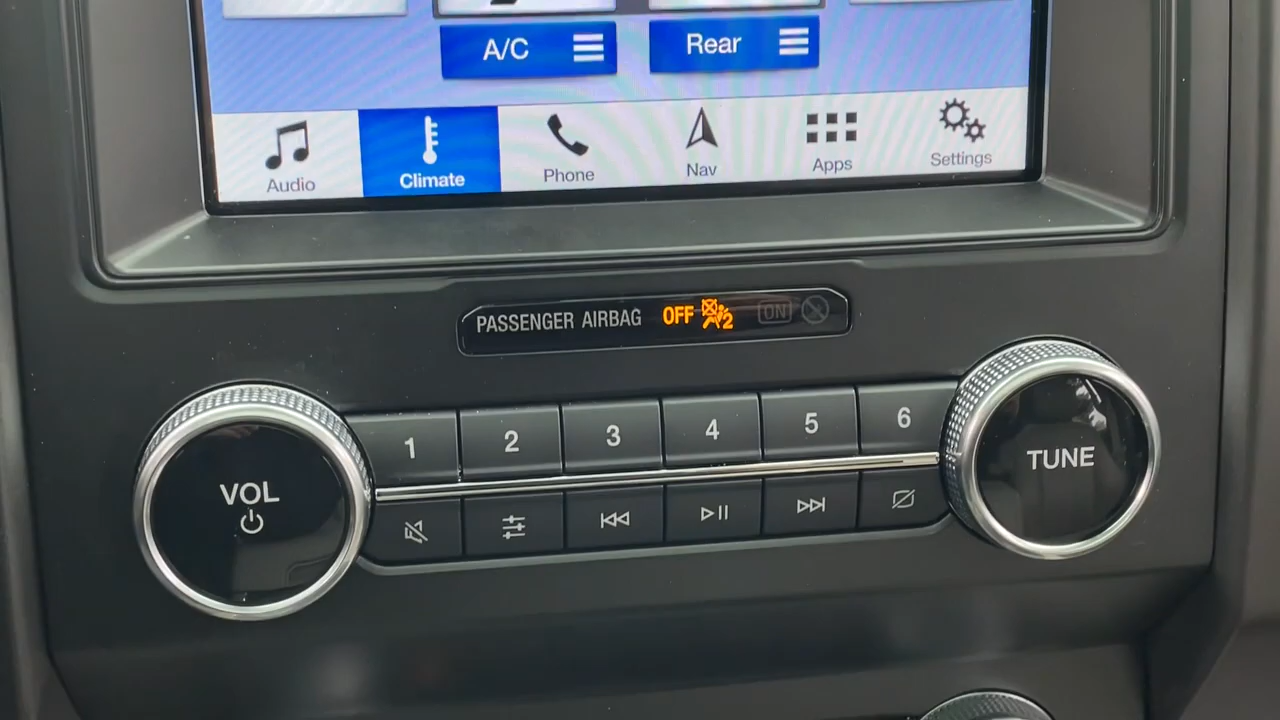 A/C
Rear
Audio
Climate
Phone
Nav
Apps
Settings
PASSENGER AIRBAG OFF 2 ON
1 2 3 4 5 6
VOL
TUNE